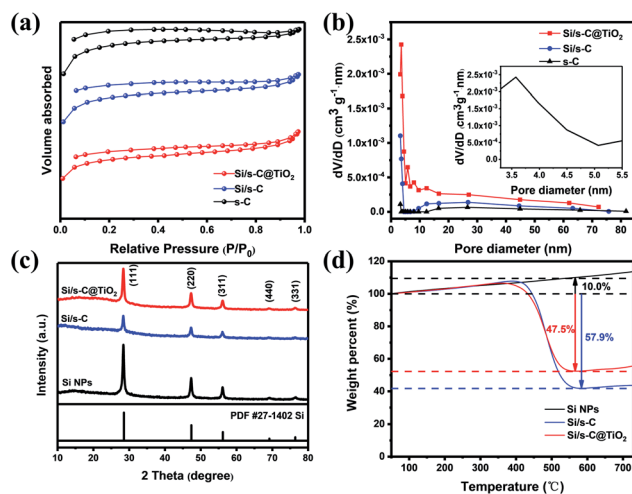 (a)
Volume absorbed
Si/s-C@TiO₂
Si/s-C
s-C
0.0 0.2 0.4 0.6 0.8 1.0
Relative Pressure (P/P₀)
(b)
dV/dD (cm³g⁻¹·nm)
2.5x10⁻³
2.0x10⁻³
1.5x10⁻³
1.0x10⁻³
5.0x10⁻⁴
0.0
Si/s-C@TiO₂
Si/s-C
s-C
dV/dD (cm³g⁻¹nm)
2.5x10⁻³
2.0x10⁻³
1.5x10⁻³
1.0x10⁻³
5.0x10⁻⁴
0.0
3.5 4.0 4.5 5.0 5.5
Pore diameter (nm)
0 10 20 30 40 50 60 70 80
Pore diameter (nm)
(c)
Intensity (a.u.)
(111)
(220)
(311)
(440)
(331)
Si/s-C@TiO₂
Si/s-C
Si NPs
PDF #27-1402 Si
10 20 30 40 50 60 70 80
2 Theta (degree)
(d)
Weight percent (%)
120
100
80
60
40
20
0
10.0%
47.5%
57.9%
Si NPs
Si/s-C
Si/s-C@TiO₂
100 200 300 400 500 600 700
Temperature (℃)